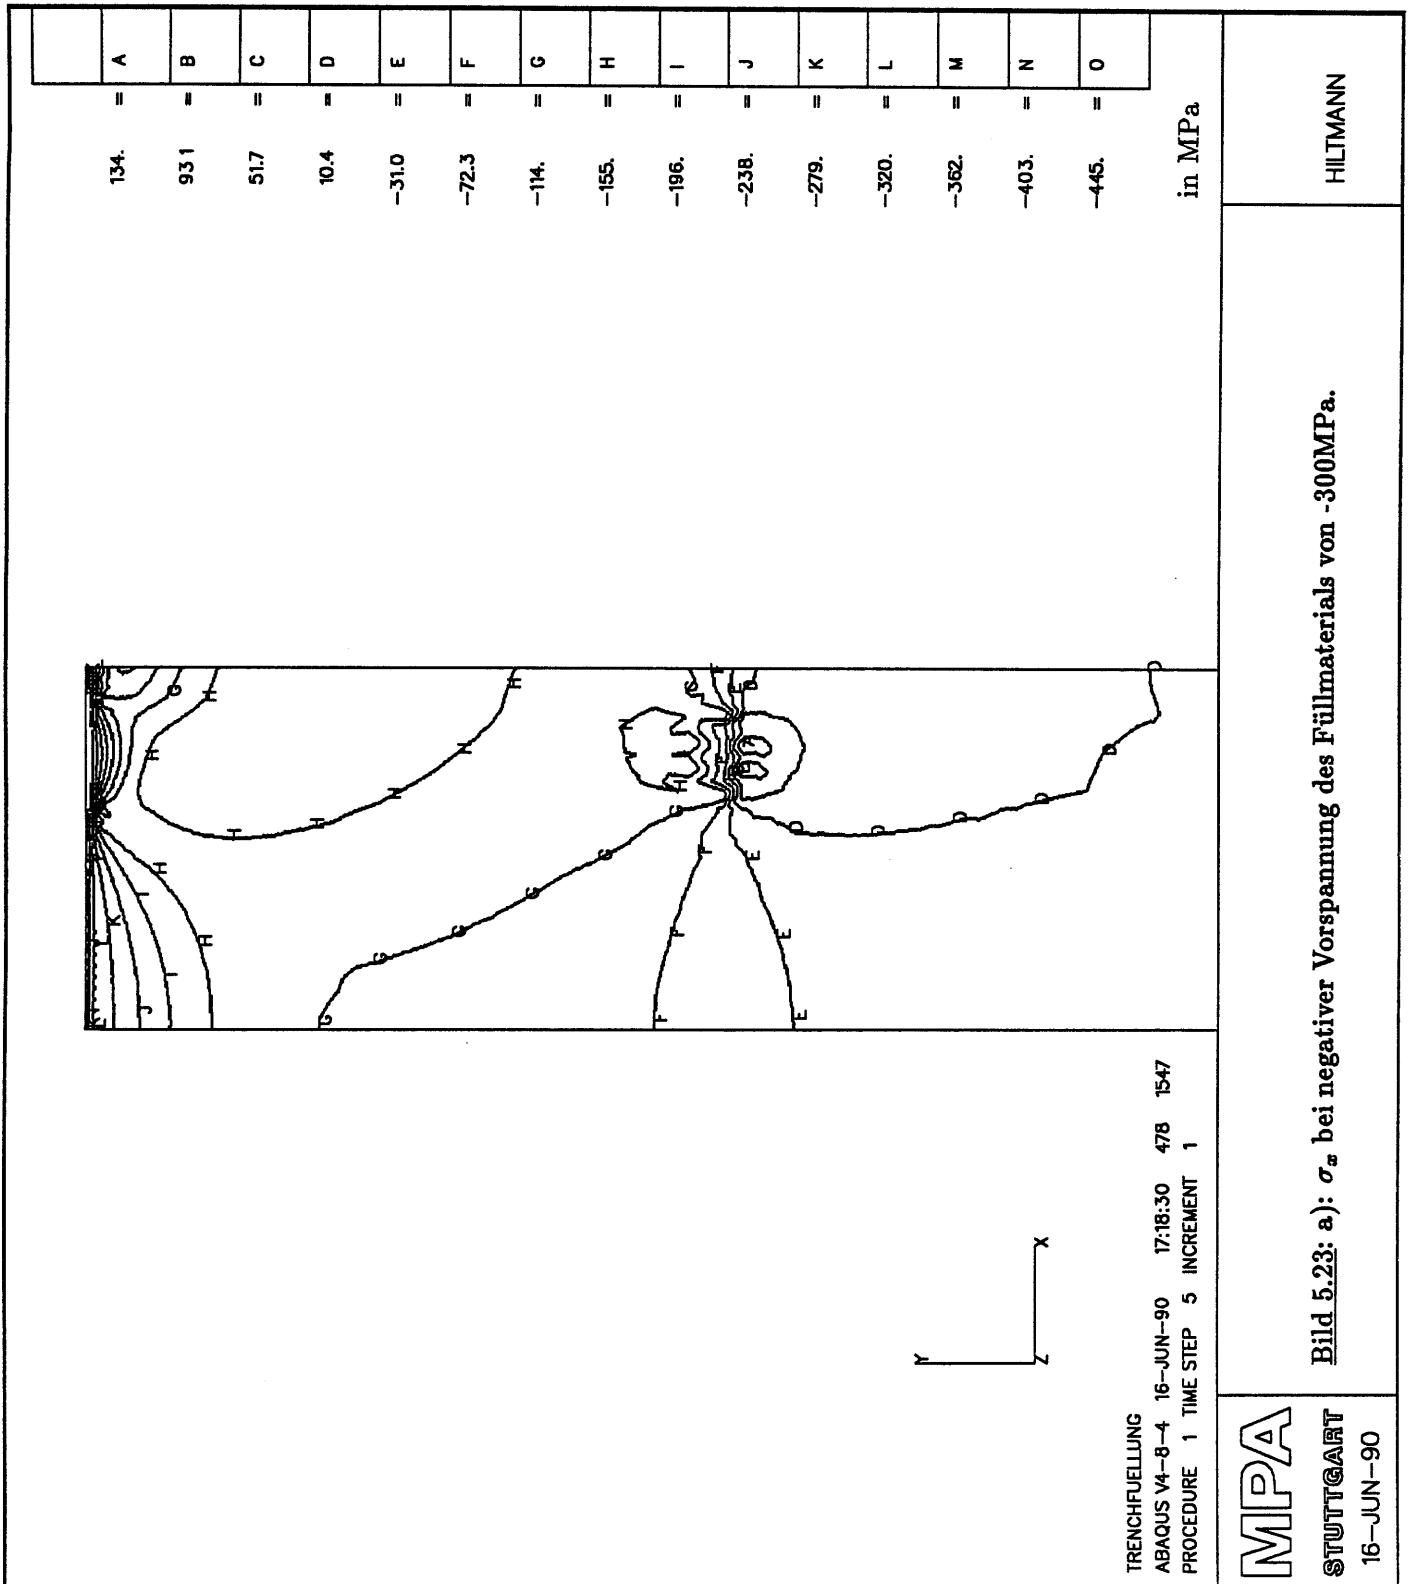 A = 134.
B = 93 1
C = 51.7
D = 10.4
E = -31.0
F = -72.3
G = -114.
H = -155.
I = -196.
J = -238.
K = -279.
L = -320.
M = -362.
N = -403.
O = -445.
in MPa
G
H
H
H
H
H
I
I
H
K
J
G
G
G
G
G
G
H
F
F
F
F
E
E
E
E
D
D
D
D
D
D
Y
Z
X
TRENCHFUELLUNG
ABAQUS V4-8-4 16-JUN-90 17:18:30 478 1547
PROCEDURE 1 TIME STEP 5 INCREMENT 1
MPA
STUTTGART
16-JUN-90
Bild 5.23: a): σx bei negativer Vorspannung des Füllmaterials von -300MPa.
HILTMANN